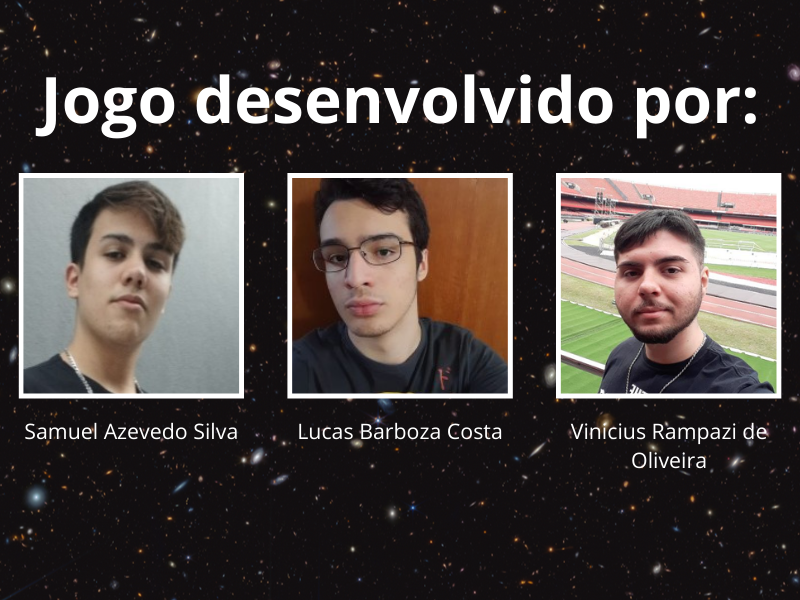 Jogo desenvolvido por:
Samuel Azevedo Silva
Lucas Barboza Costa
Vinicius Rampazi de
Oliveira